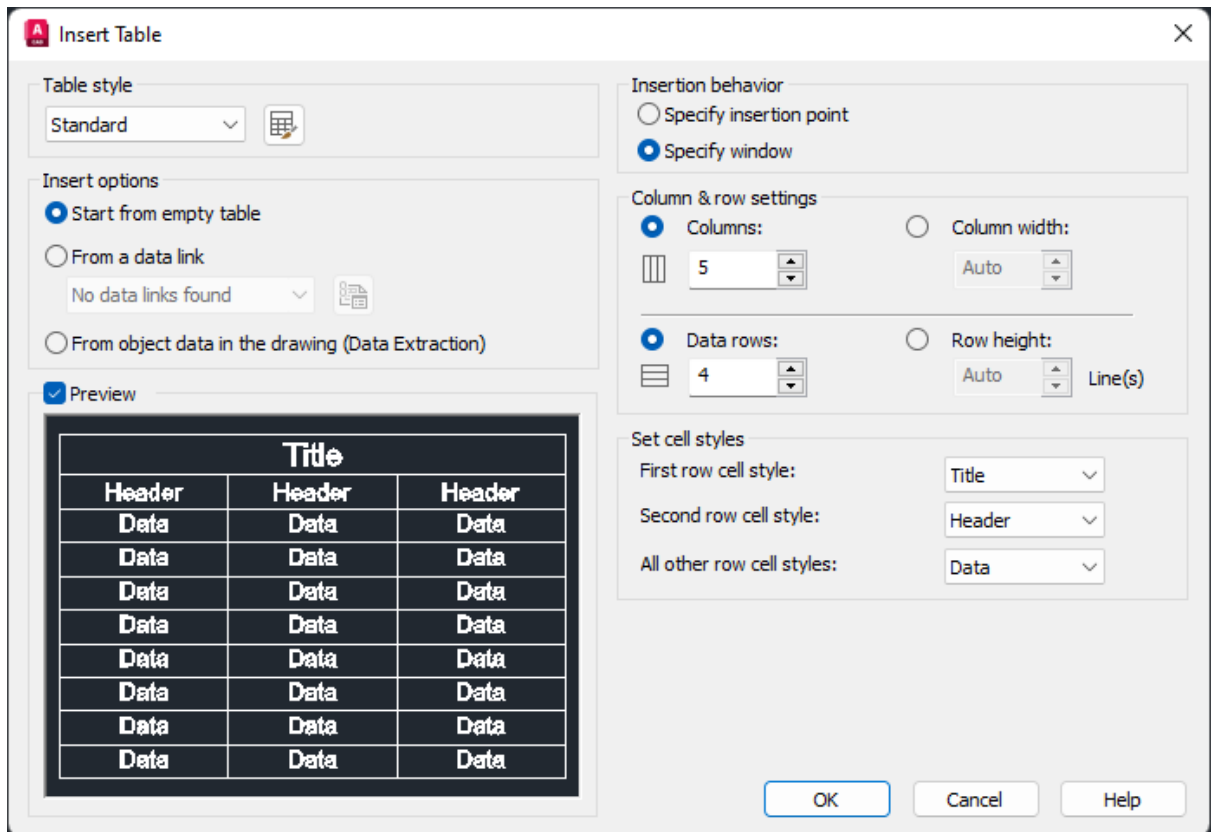 A
CAD
Insert Table
Table style
Standard
Insert options
Start from empty table
From a data link
No data links found
From object data in the drawing (Data Extraction)
Preview
Title
Header Header Header
Data Data Data
Data Data Data
Data Data Data
Data Data Data
Data Data Data
Data Data Data
Data Data Data
Data Data Data
Insertion behavior
Specify insertion point
Specify window
Column & row settings
Columns: Column width:
5 Auto
Data rows: Row height:
4 Auto Line(s)
Set cell styles
First row cell style: Title
Second row cell style: Header
All other row cell styles: Data
OK Cancel Help